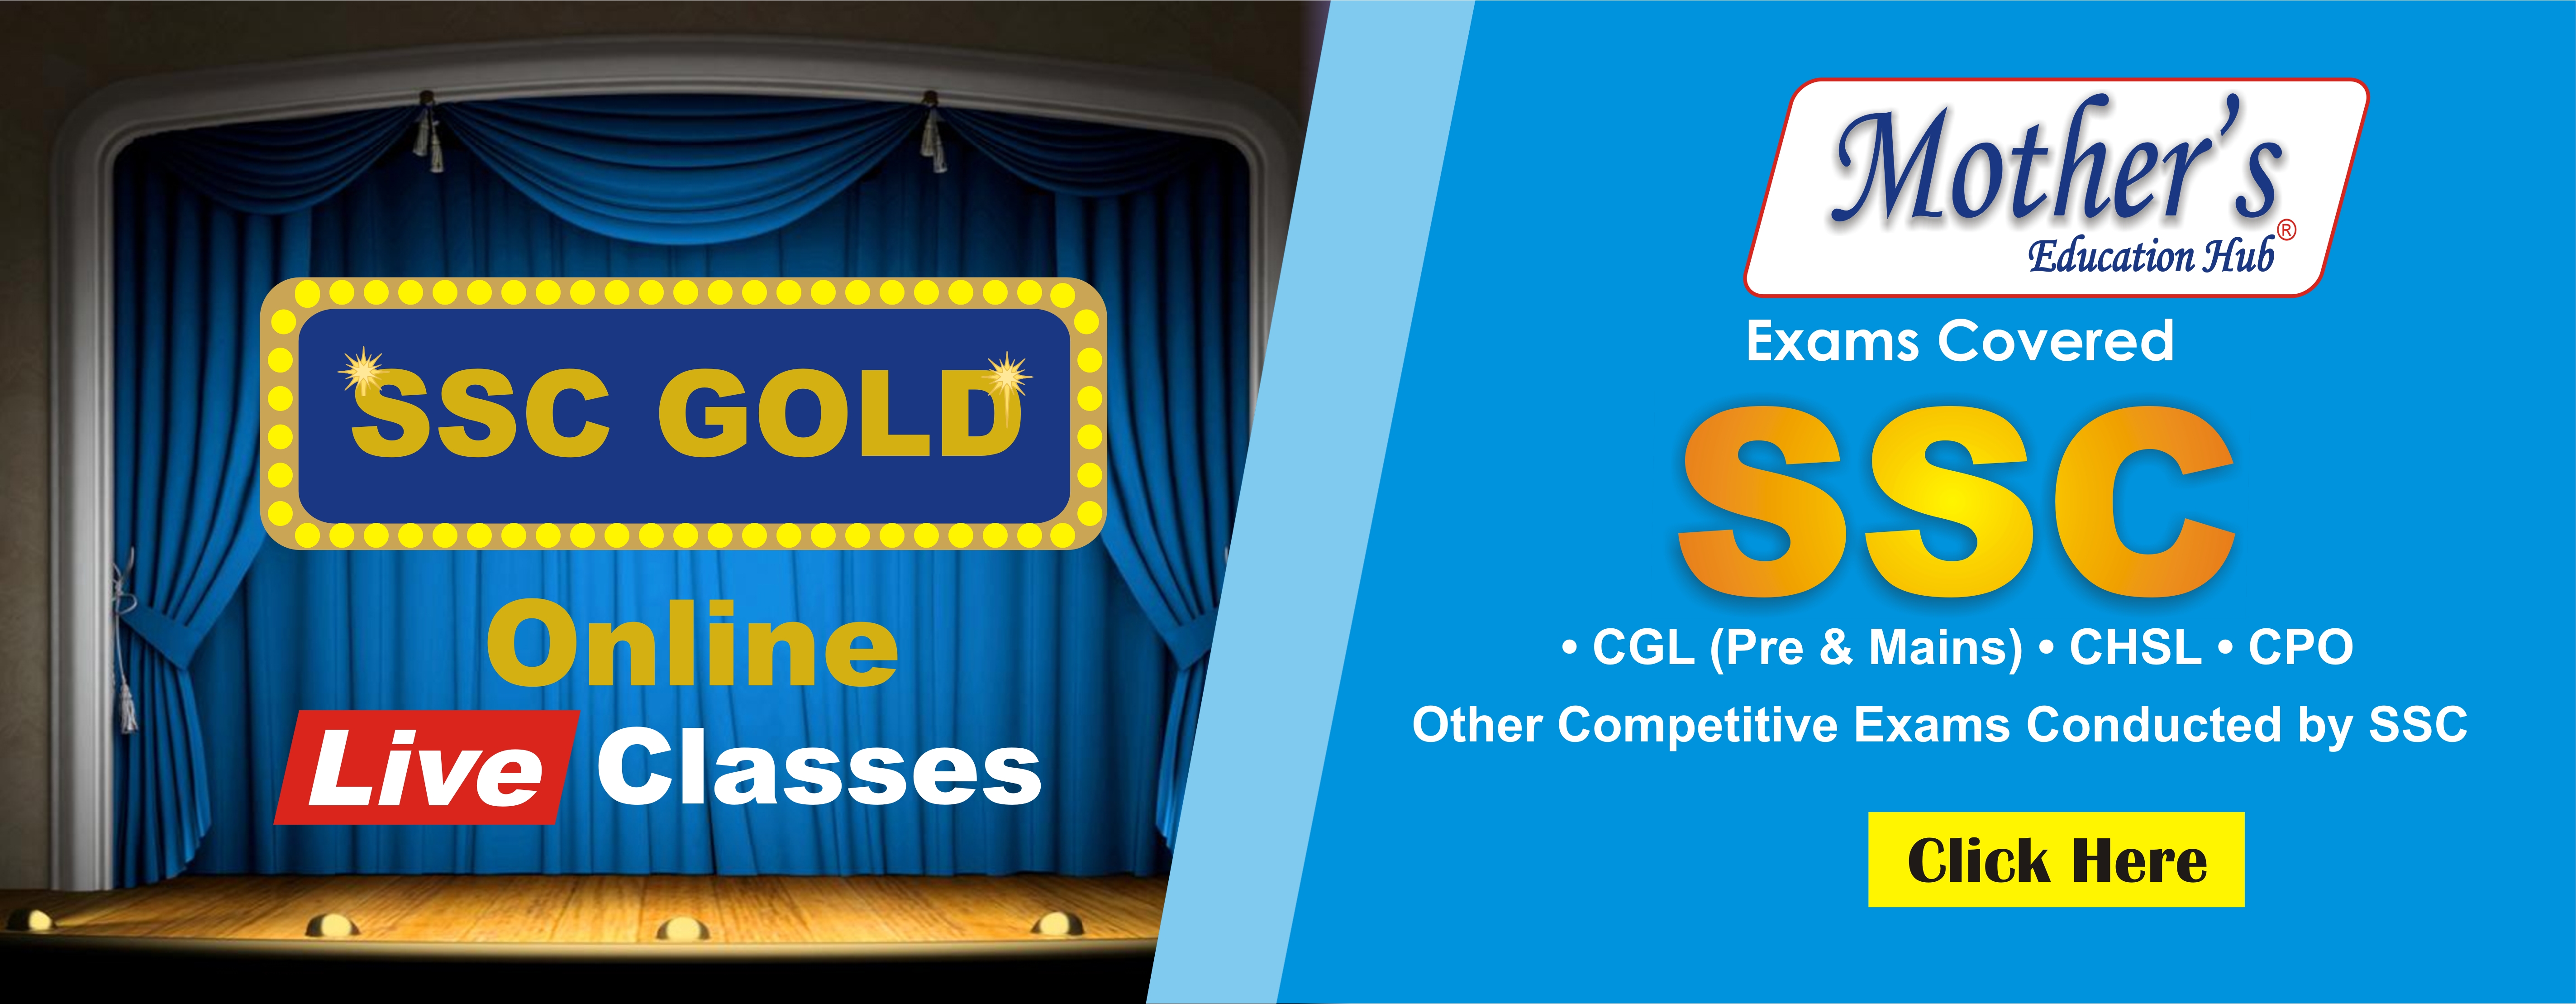 SSC GOLD
Online
Live Classes
Mother's
Education Hub®
Exams Covered
SSC
• CGL (Pre & Mains) • CHSL • CPO
Other Competitive Exams Conducted by SSC
Click Here